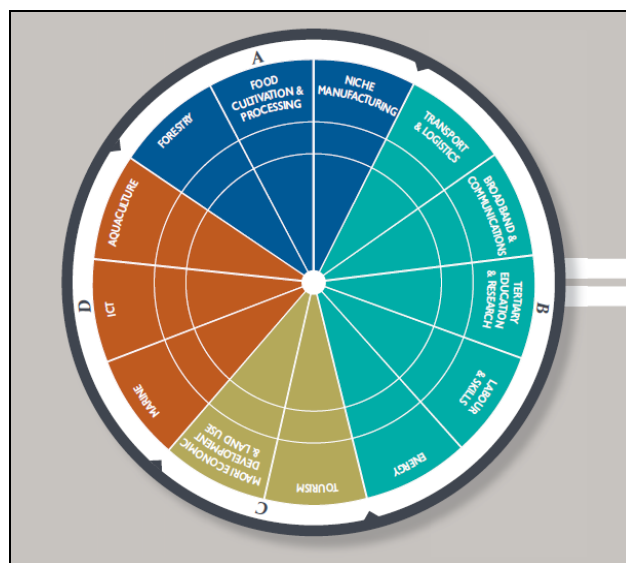 A
NICHE
MANUFACTURING
TRANSPORT
& LOGISTICS
BROADBAND &
COMMUNICATIONS
B
TERTIARY
EDUCATION
& RESEARCH
LABOUR
& SKILLS
ENERGY
C
TOURISM
MAORI ECONOMIC
DEVELOPMENT
& LAND USE
D
MARINE
ICT
AQUACULTURE
FORESTRY
FOOD
CULTIVATION &
PROCESSING